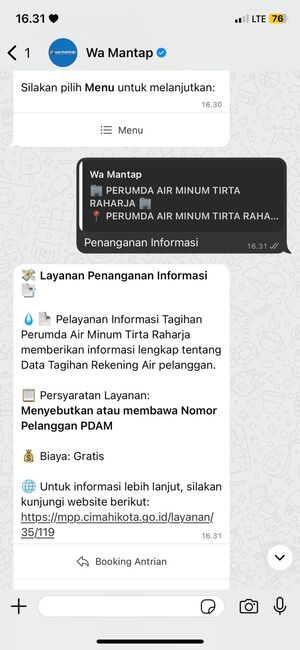 16.31
LTE 76
1 Wa Mantap
Silakan pilih Menu untuk melanjutkan:
16.30
Menu
Wa Mantap
🏢 PERUMDA AIR MINUM TIRTA
RAHARJA 🏢
📍 PERUMDA AIR MINUM TIRTA RAHA...
Penanganan Informasi
16.31
💸 Layanan Penanganan Informasi
💧 Pelayanan Informasi Tagihan
Perumda Air Minum Tirta Raharja
memberikan informasi lengkap tentang
Data Tagihan Rekening Air pelanggan.
📋 Persyaratan Layanan:
Menyebutkan atau membawa Nomor
Pelanggan PDAM
💰 Biaya: Gratis
🌐 Untuk informasi lebih lanjut, silakan
kunjungi website berikut:
https://mpp.cimahikota.go.id/layanan/
35/119
16.31
Booking Antrian